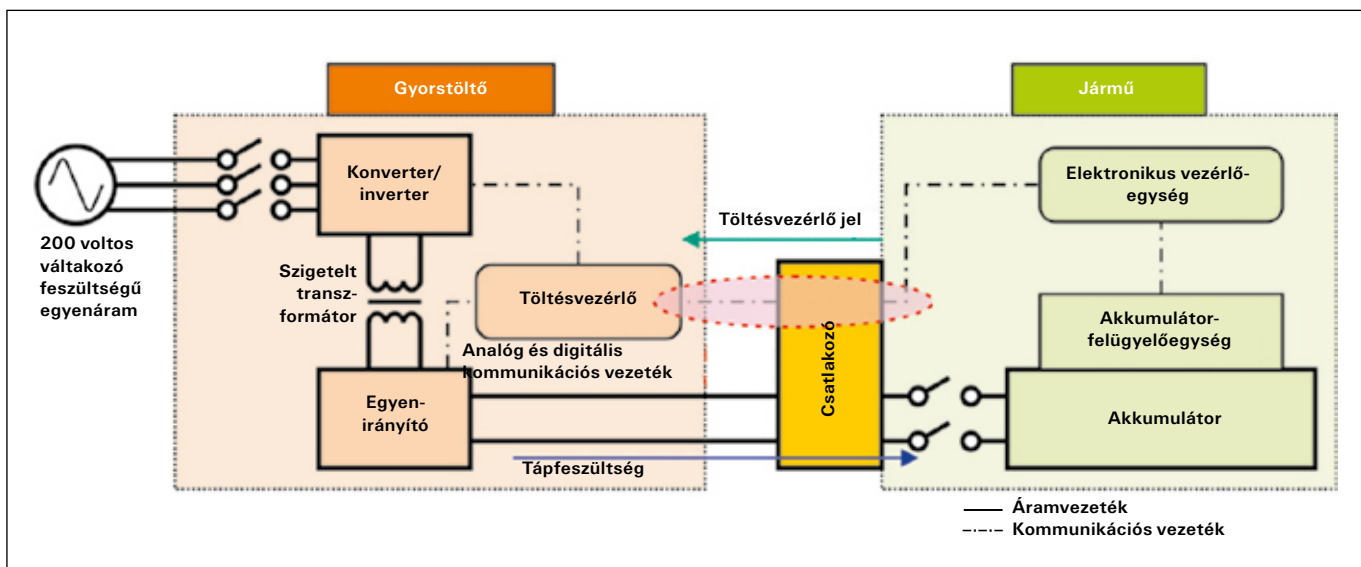 Gyorstöltő
Jármű
Konverter/
inverter
Elektronikus vezérlő-
egység
200 voltos
váltakozó
feszültségű
egyenáram
Szigetelt
transz-
formátor
Töltésvezérlő
Töltésvezérlő jel
Analóg és digitális
kommunikációs vezeték
Csatlakozó
Akkumulátor-
felügyelőegység
Egyen-
irányító
Akkumulátor
Tápfeszültség
Áramvezeték
Kommunikációs vezeték